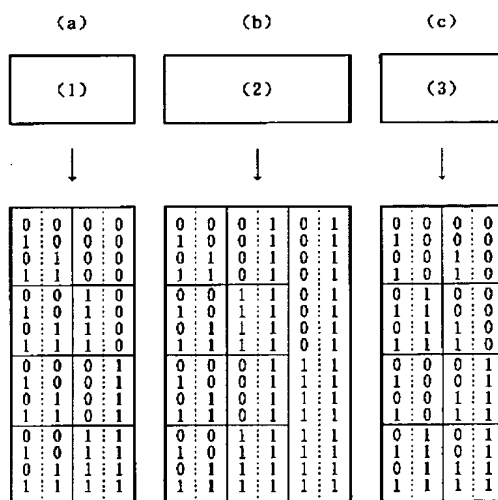 (a) (b) (c)
(1) (2) (3)
0 0 0 0 0 0 0 1 0 1 0 0 0 0
1 0 0 0 1 0 0 1 0 1 1 0 0 0
0 1 0 0 0 1 0 1 0 1 0 0 1 0
1 1 0 0 1 1 0 1 0 1 1 0 1 0
0 0 1 0 0 0 1 1 0 1 0 1 0 0
1 0 1 0 1 0 1 1 0 1 1 1 0 0
0 1 1 0 0 1 1 1 0 1 0 1 1 0
1 1 1 0 1 1 1 1 0 1 1 1 1 0
0 0 0 1 0 0 0 1 1 1 0 0 0 1
1 0 0 1 1 0 0 1 1 1 1 0 0 1
0 1 0 1 0 1 0 1 1 1 0 0 1 1
1 1 0 1 1 1 0 1 1 1 1 0 1 1
0 0 1 1 0 0 1 1 1 1 0 1 0 1
1 0 1 1 1 0 1 1 1 1 1 1 0 1
0 1 1 1 0 1 1 1 1 1 0 1 1 1
1 1 1 1 1 1 1 1 1 1 1 1 1 1